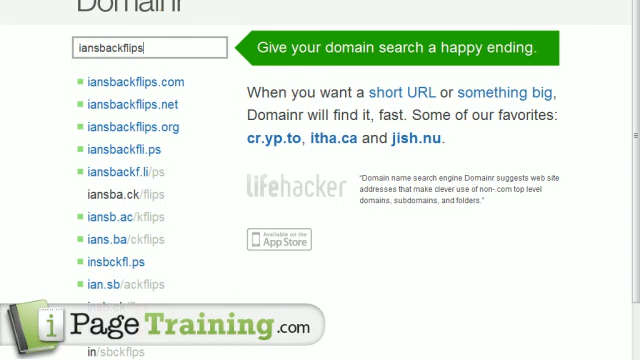 Domainr
iansbackflips
Give your domain search a happy ending.
iansbackflips.com
iansbackflips.net
iansbackflips.org
iansbackfli.ps
iansbackf.li/ps
iansba.ck/flips
iansb.ac/kflips
ians.ba/ckflips
insbckfl.ps
ian.sb/ackflips
When you want a short URL or something big,
Domainr will find it, fast. Some of our favorites:
cr.yp.to, itha.ca and jish.nu.
lifehacker
“Domain name search engine Domainr suggests web site
addresses that make clever use of non-.com top level
domains, subdomains, and folders.”
Available on the
App Store
i PageTraining.com
in/sbckflips